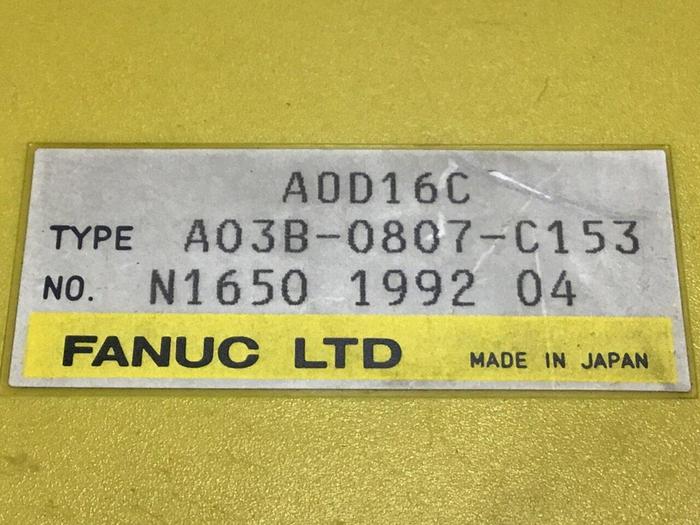 AOD16C
TYPE A03B-0807-C153
NO. N1650 1992 04
FANUC LTD MADE IN JAPAN